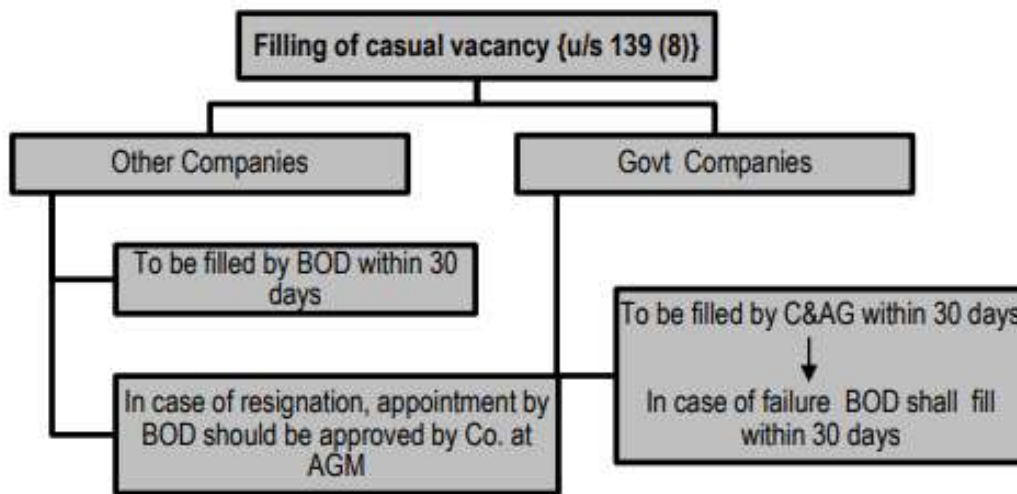 Filling of casual vacancy {u/s 139 (8)}
Other Companies
Govt Companies
To be filled by BOD within 30
days
In case of resignation, appointment by
BOD should be approved by Co. at
AGM
To be filled by C&AG within 30 days
In case of failure BOD shall fill
within 30 days